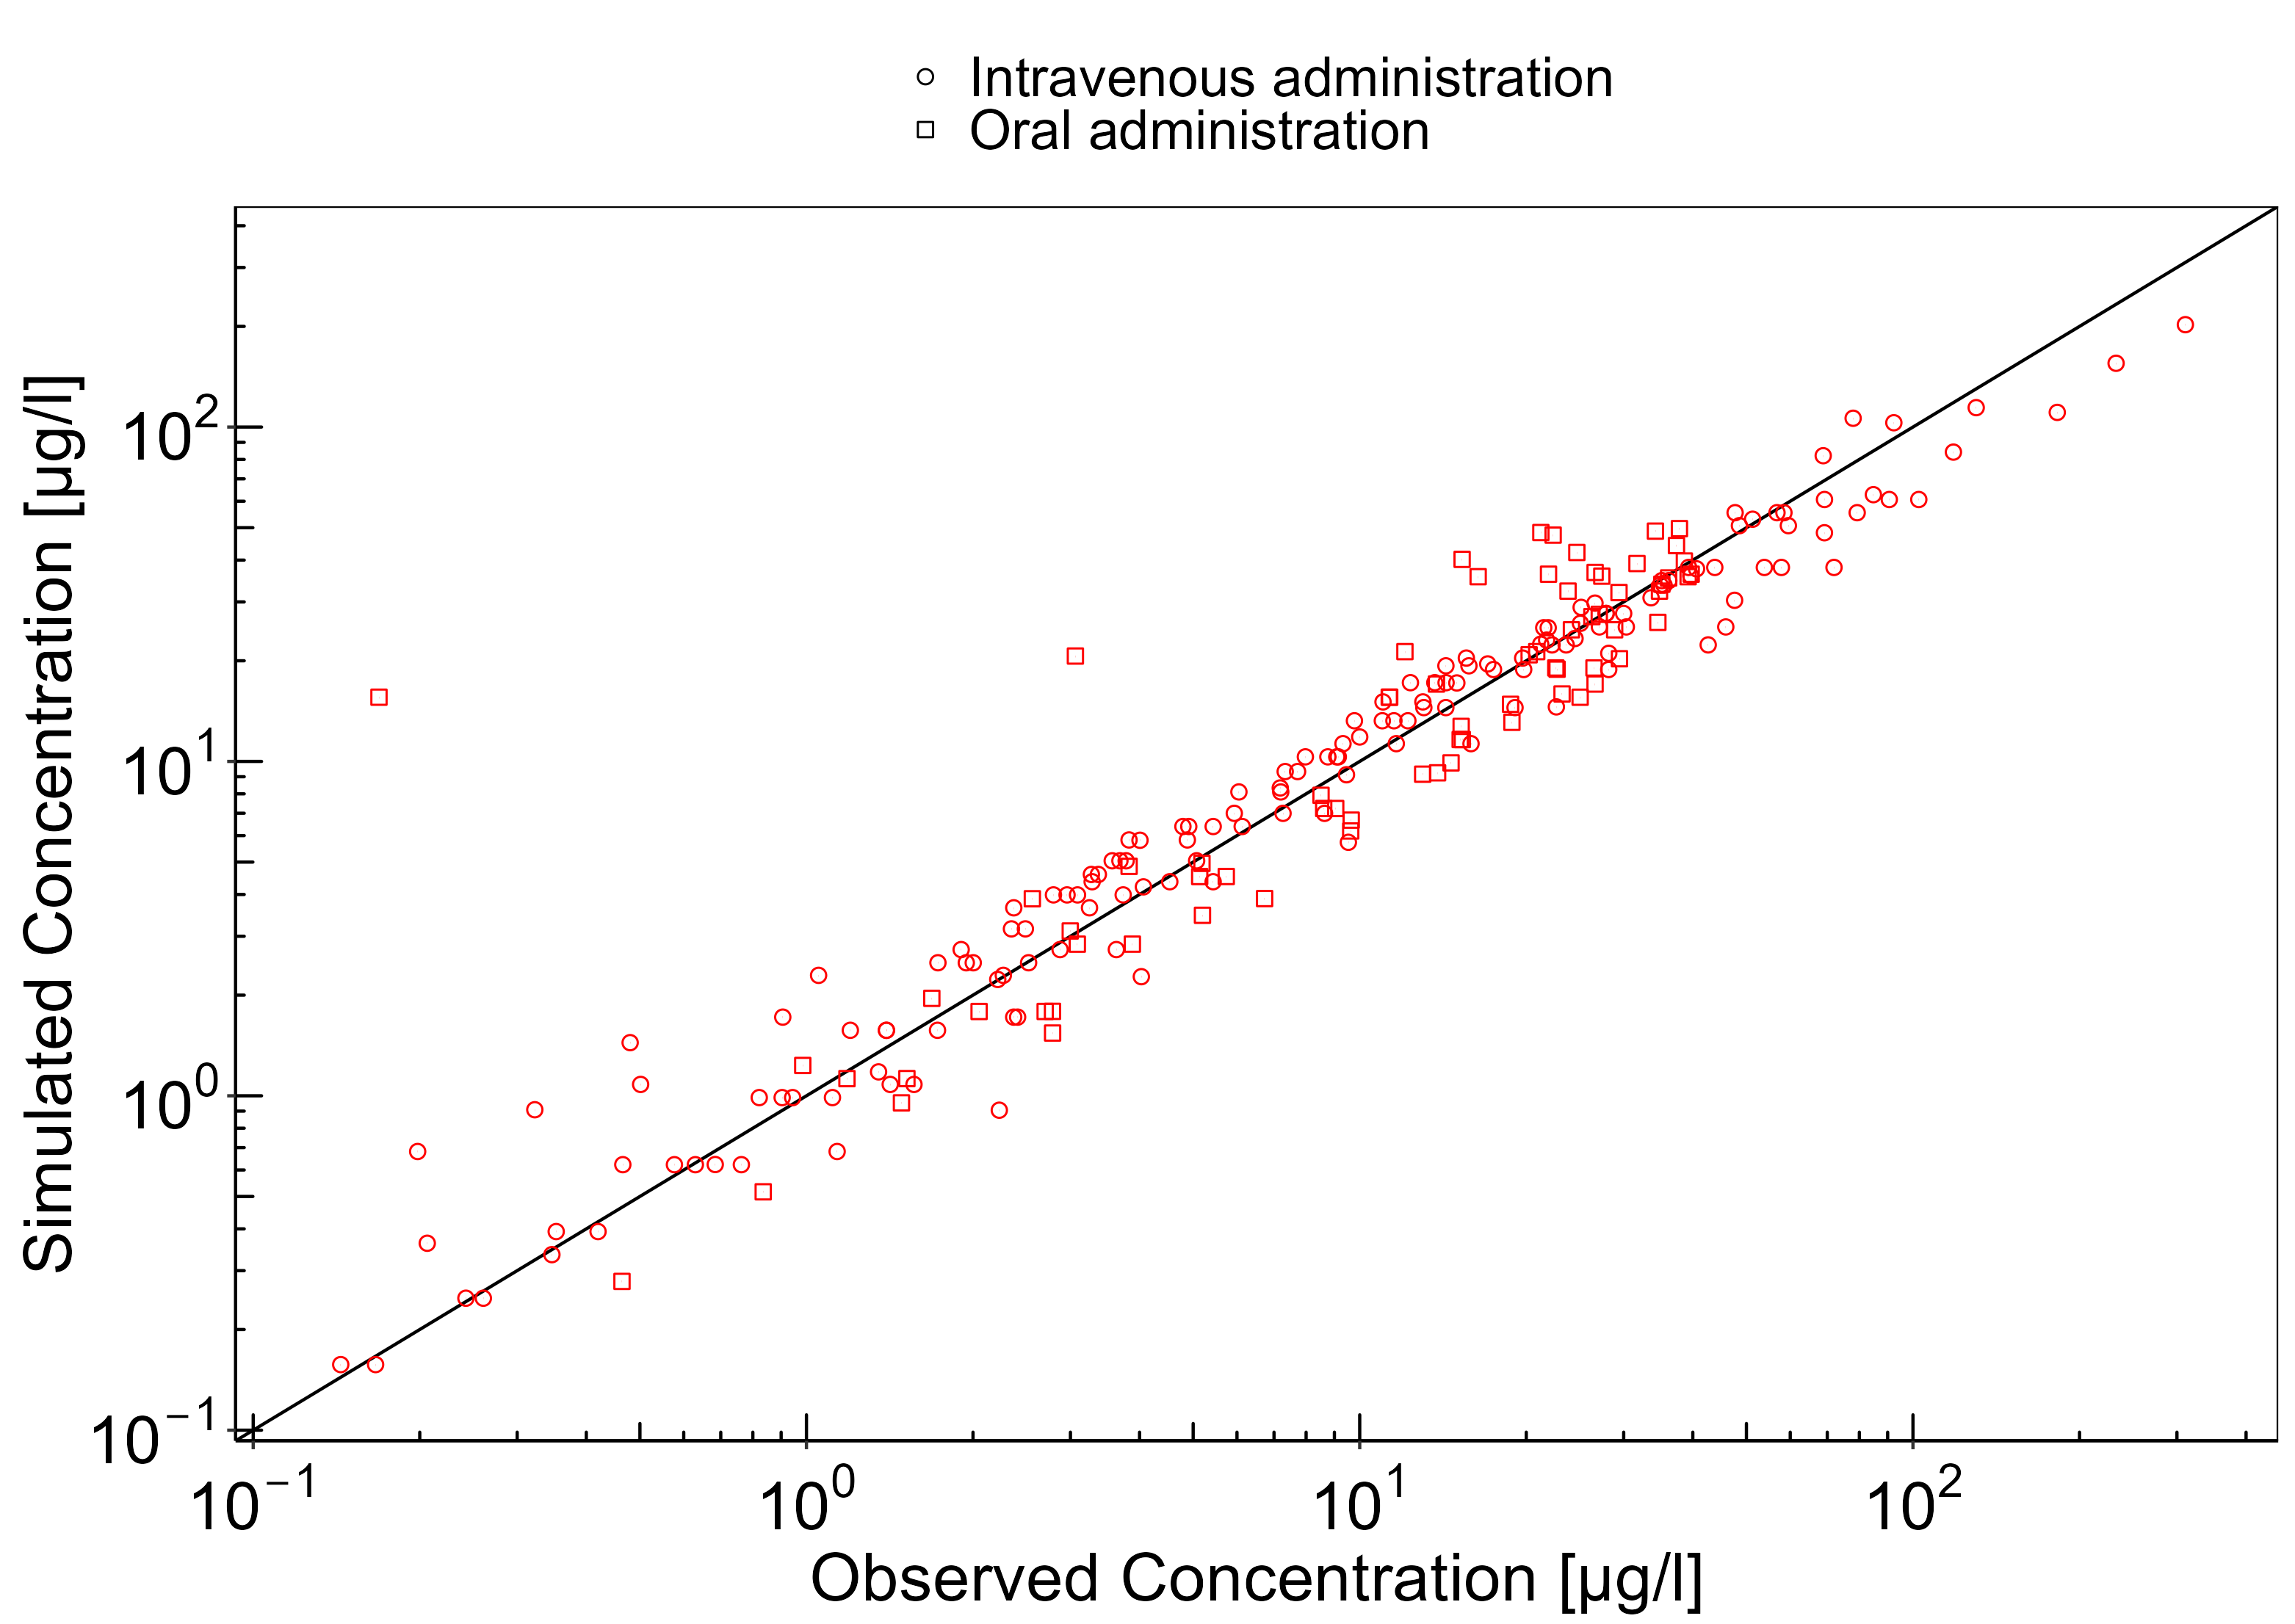 Intravenous administration
Oral administration
Simulated Concentration [µg/l]
10²
10¹
10⁰
10⁻¹
10⁻¹ 10⁰ 10¹ 10²
Observed Concentration [µg/l]